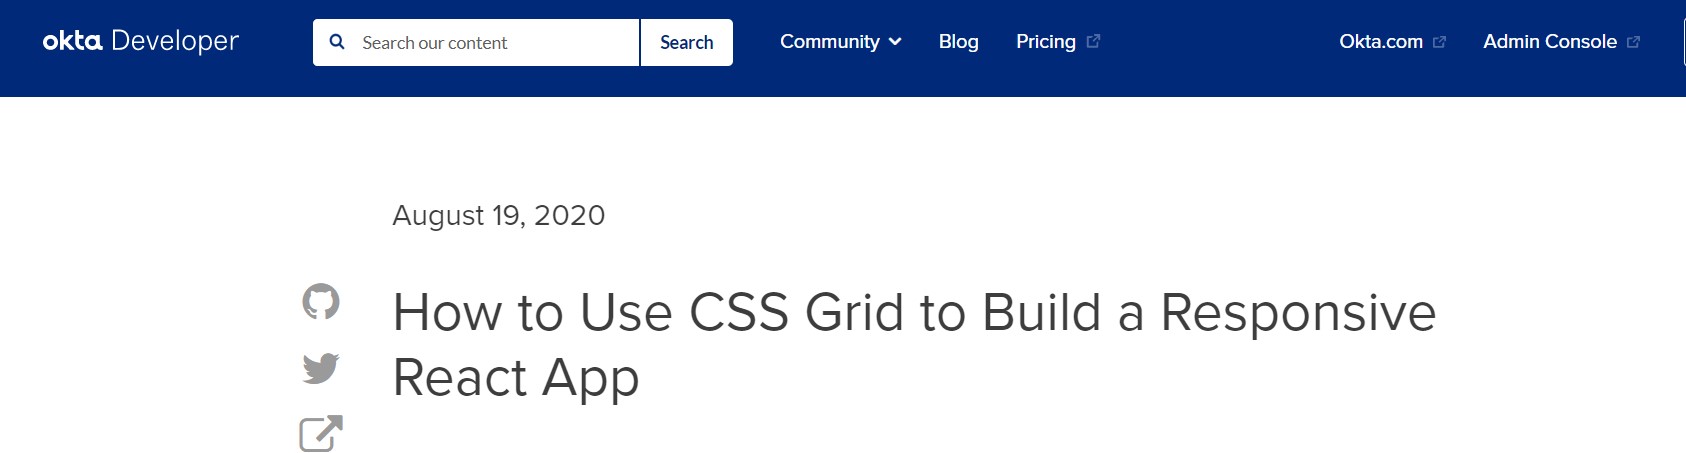 okta Developer
Search our content
Search
Community
Blog
Pricing
Okta.com
Admin Console
August 19, 2020
How to Use CSS Grid to Build a Responsive
React App